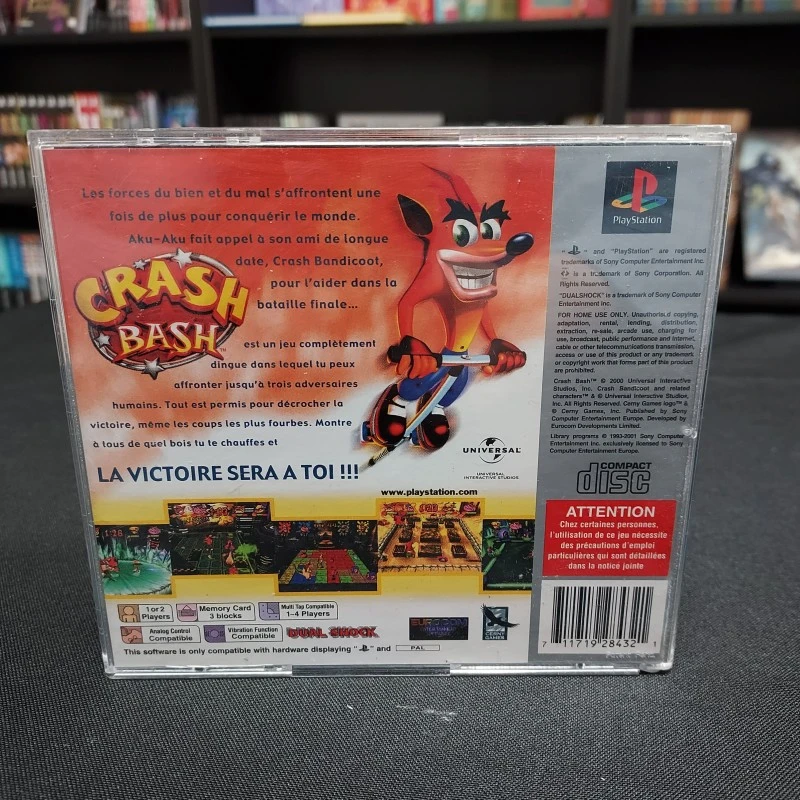 Les forces du bien et du mal s'affrontent une
fois de plus pour conquérir le monde.
Aku-Aku fait appel à son ami de longue
date, Crash Bandicoot,
pour l'aider dans la
bataille finale...
CRASH
BASH
est un jeu complètement
dingue dans lequel tu peux
affronter jusqu'à trois adversaires
humains. Tout est permis pour décrocher la
victoire, même les coups les plus fourbes. Montre
à tous de quel bois tu te chauffes et
LA VICTOIRE SERA A TOI !!!
UNIVERSAL
UNIVERSAL
INTERACTIVE STUDIOS
www.playstation.com
1 or 2
Players
Memory Card
3 blocks
Multi Tap Compatible
1-4 Players
Analog Control
Compatible
Vibration Function
Compatible
DUAL SHOCK
EUROCOM
CERNY
GAMES
This software is only compatible with hardware displaying " " and
PAL
PlayStation
" " and "PlayStation" are registered
trademarks of Sony Computer Entertainment Inc.
is a trademark of Sony Corporation. All
Rights Reserved.
"DUALSHOCK" is a trademark of Sony Computer
Entertainment Inc.
FOR HOME USE ONLY. Unauthorized copying,
adaptation, rental, lending, distribution,
extraction, re-sale, arcade use, charging for
use, broadcast, public performance and internet,
cable or other telecommunications transmission,
access or use of this product or any trademark
or copyright work that forms part of this product
are prohibited.
Crash Bash™ © 2000 Universal Interactive
Studios, Inc. Crash Bandicoot and related
characters ™ & © Universal Interactive Studios,
Inc. All Rights Reserved. Cerny Games logo™ &
© Cerny Games, Inc. Published by Sony
Computer Entertainment Europe. Developed by
Eurocom Developments Limited.
Library programs © 1993-2001 Sony Computer
Entertainment Inc. exclusively licensed to Sony
Computer Entertainment Europe.
COMPACT
disc
ATTENTION
Chez certaines personnes,
l'utilisation de ce jeu nécessite
des précautions d'emploi
particulières qui sont détaillées
dans la notice jointe
7 11719 28432 1